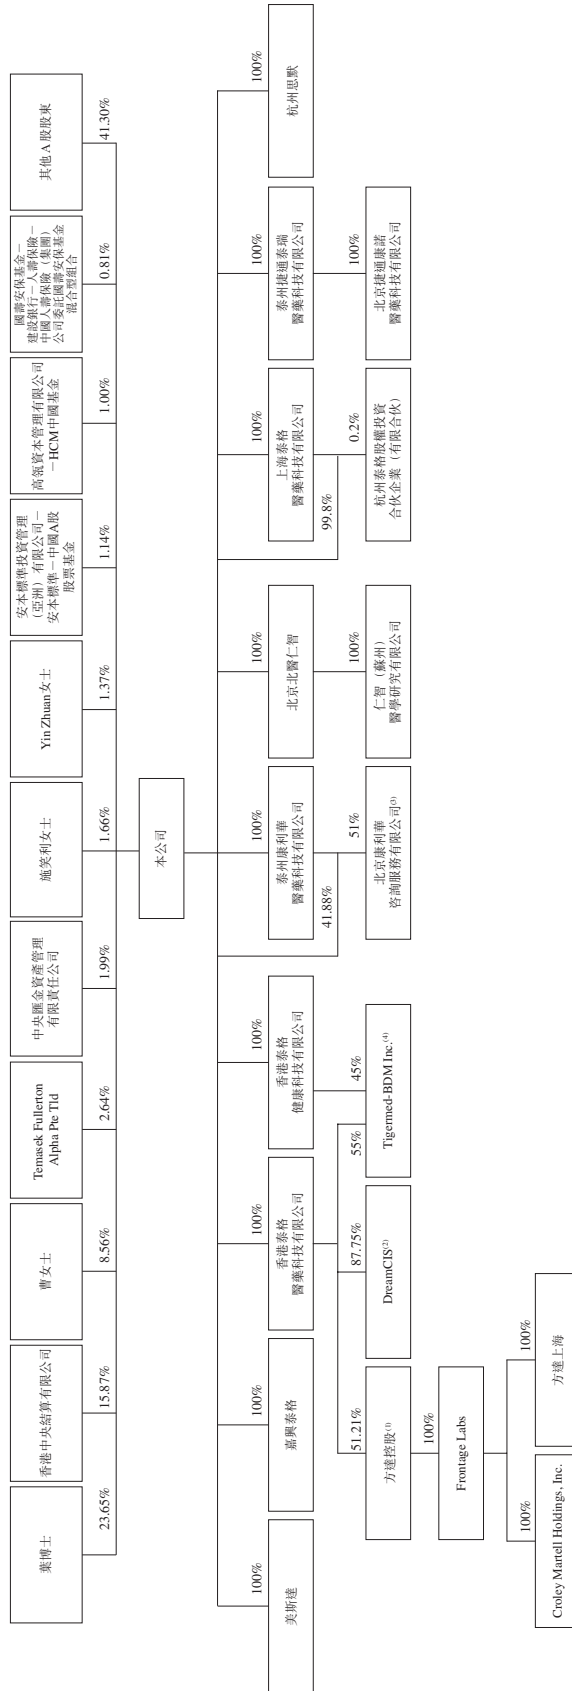 葉博士
香港中央結算有限公司
曹女士
Temasek Fullerton
Alpha Pte Tld
中央匯金資產管理
有限責任公司
施笑利女士
Yin Zhuan女士
安本標準投資管理
（亞洲）有限公司－
安本標準－中國A股
股票基金
高瓴資本管理有限公司
－HCM中國基金
國壽安保基金－
建設銀行－人壽保險－
中國人壽保險（集團）
公司委託國壽安保基金
混合型組合
其他A股股東
23.65%
15.87%
8.56%
2.64%
1.99%
1.66%
1.37%
1.14%
1.00%
0.81%
41.30%
本公司
100%
100%
100%
100%
100%
100%
100%
100%
100%
美斯達
嘉興泰格
香港泰格
醫藥科技有限公司
香港泰格
健康科技有限公司
泰州康利華
醫藥科技有限公司
北京北醫仁智
上海泰格
醫藥科技有限公司
泰州捷通泰瑞
醫藥科技有限公司
杭州思默
51.21%
87.75%
55%
45%
41.88%
51%
100%
99.8%
0.2%
100%
方達控股(1)
DreamCIS(2)
Tigermed-BDM Inc.(4)
北京康利華
咨詢服務有限公司(3)
仁智（蘇州）
醫學研究有限公司
杭州泰格股權投資
合伙企業（有限合伙）
北京捷通康諾
醫藥科技有限公司
100%
Frontage Labs
100%
100%
Croley Martell Holdings, Inc.
方達上海